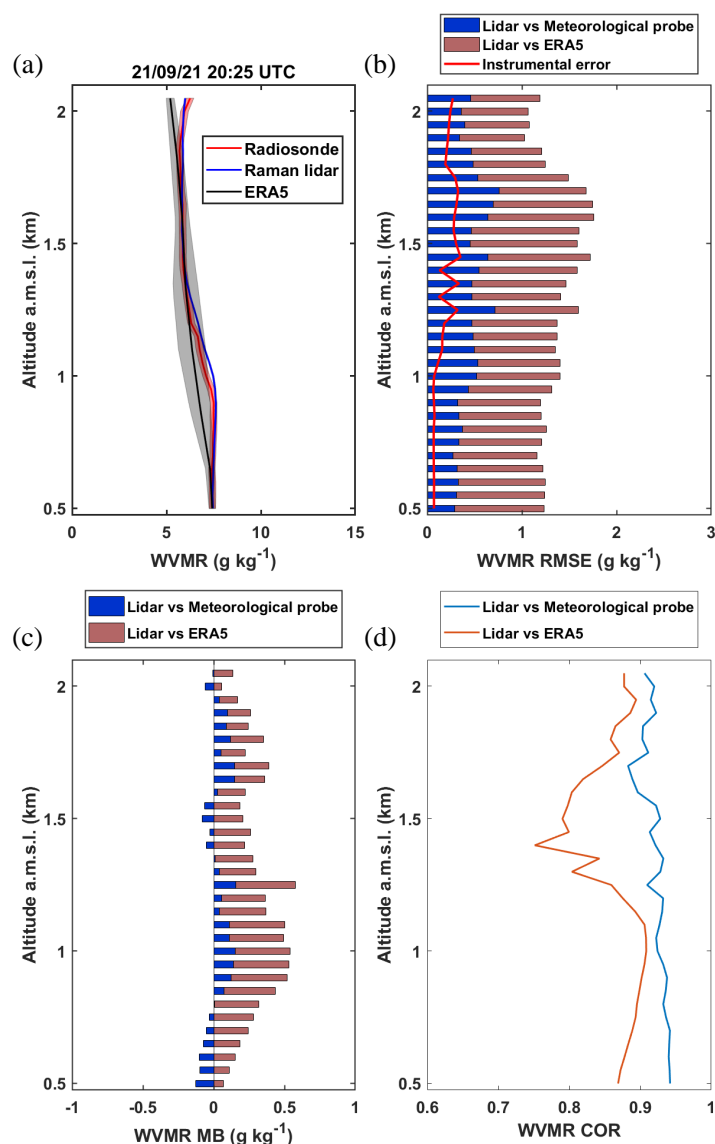 (a)
21/09/21 20:25 UTC
Radiosonde
Raman lidar
ERA5
Altitude a.m.s.l. (km)
2
1.5
1
0.5
0
5
10
15
WVMR (g kg⁻¹)
(b)
Lidar vs Meteorological probe
Lidar vs ERA5
Instrumental error
Altitude a.m.s.l. (km)
2
1.5
1
0.5
0
1
2
3
WVMR RMSE (g kg⁻¹)
(c)
Lidar vs Meteorological probe
Lidar vs ERA5
Altitude a.m.s.l. (km)
2
1.5
1
0.5
-1
-0.5
0
0.5
1
WVMR MB (g kg⁻¹)
(d)
Lidar vs Meteorological probe
Lidar vs ERA5
Altitude a.m.s.l. (km)
2
1.5
1
0.5
0.6
0.7
0.8
0.9
1
WVMR COR